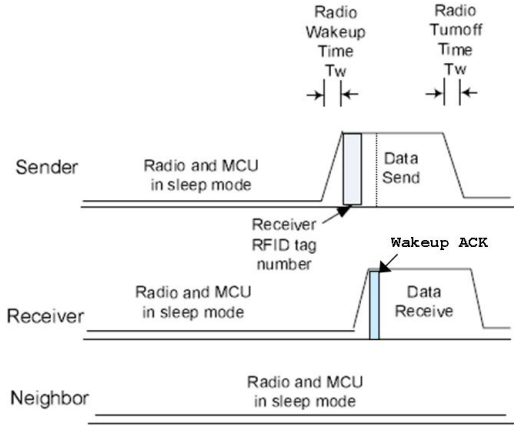 Radio
Wakeup
Time
Tw
Radio
Tumoff
Time
Tw
Sender
Radio and MCU
in sleep mode
Data
Send
Receiver
RFID tag
number
Wakeup ACK
Receiver
Radio and MCU
in sleep mode
Data
Receive
Neighbor
Radio and MCU
in sleep mode